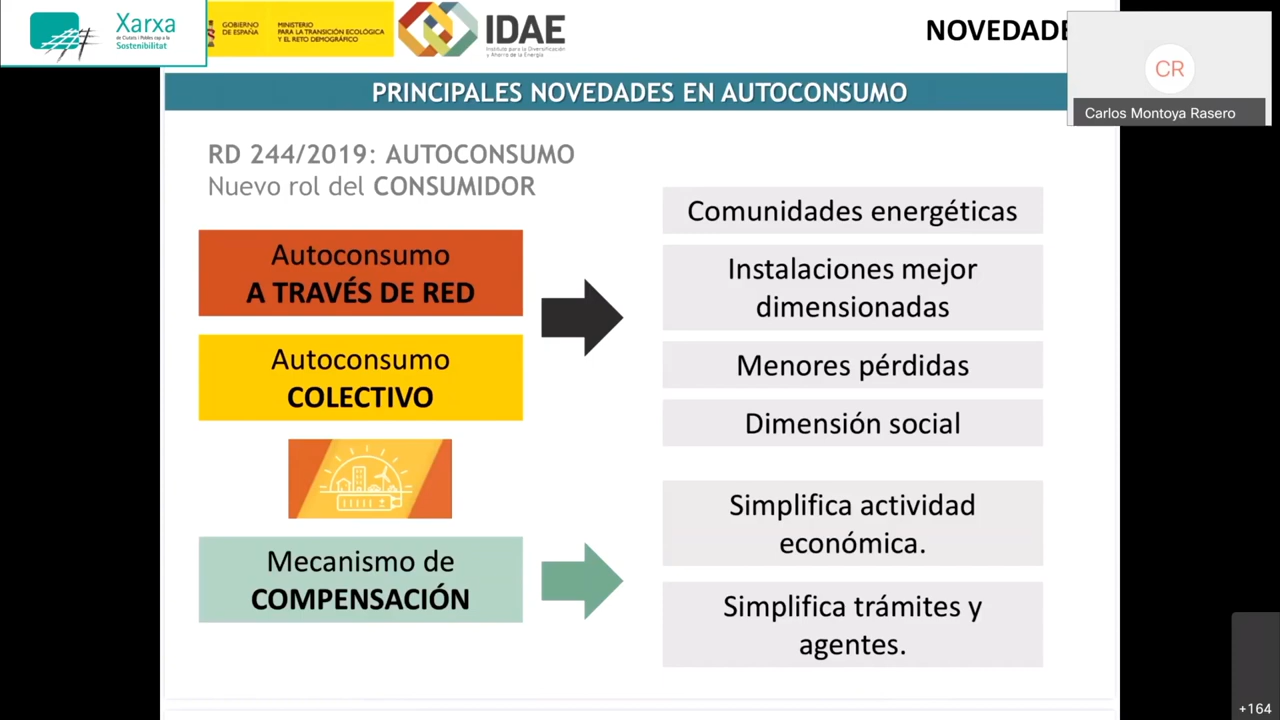 Xarxa
de Ciutats i Pobles cap a la
Sostenibilitat
GOBIERNO
DE ESPAÑA
MINISTERIO
PARA LA TRANSICIÓN ECOLÓGICA
Y EL RETO DEMOGRÁFICO
IDAE
Instituto para la Diversificación
y Ahorro de la Energía
NOVEDADE
CR
Carlos Montoya Rasero
PRINCIPALES NOVEDADES EN AUTOCONSUMO
RD 244/2019: AUTOCONSUMO
Nuevo rol del CONSUMIDOR
Autoconsumo
A TRAVÉS DE RED
Autoconsumo
COLECTIVO
Mecanismo de
COMPENSACIÓN
Comunidades energéticas
Instalaciones mejor
dimensionadas
Menores pérdidas
Dimensión social
Simplifica actividad
económica.
Simplifica trámites y
agentes.
+164